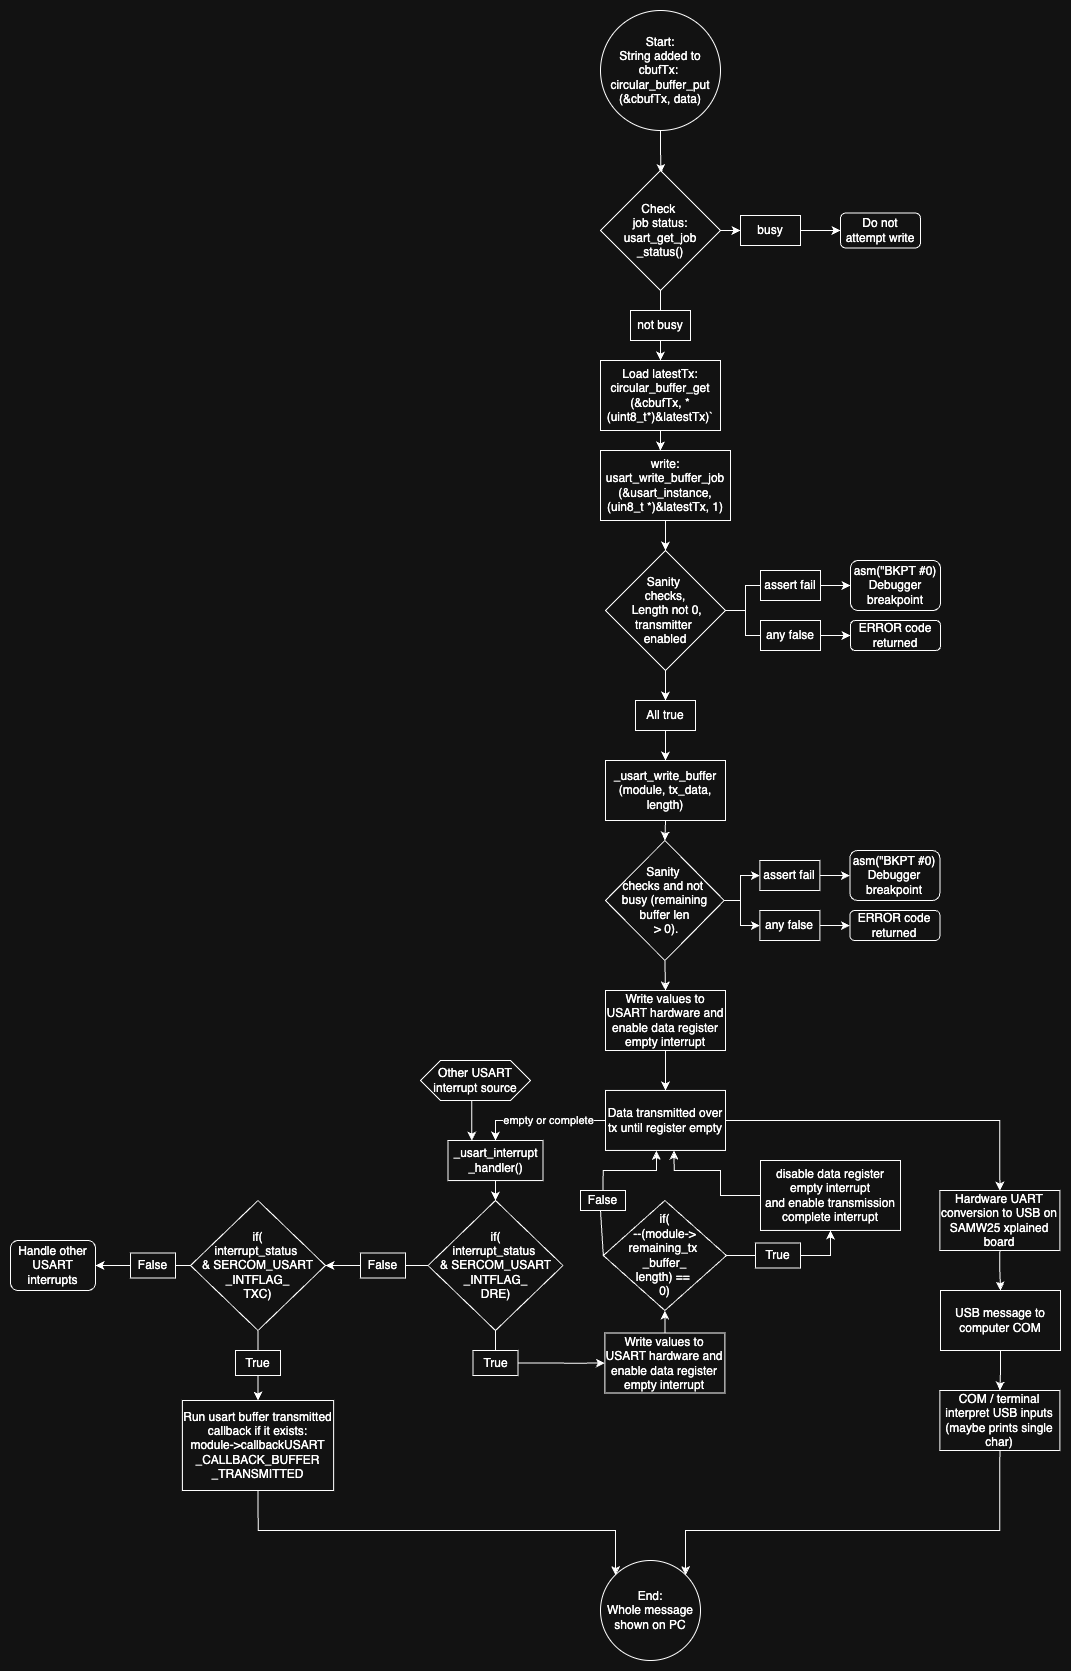 Start:
String added to
cbufTx:
circular_buffer_put
(&cbufTx, data)
Check
job status:
usart_get_job
_status()
busy
Do not
attempt write
not busy
Load latestTx:
circular_buffer_get
(&cbufTx, *
(uint8_t*)&latestTx)`
write:
usart_write_buffer_job
(&usart_instance,
(uin8_t *)&latestTx, 1)
Sanity
checks,
Length not 0,
transmitter
enabled
assert fail
asm("BKPT #0)
Debugger
breakpoint
any false
ERROR code
returned
All true
_usart_write_buffer
(module, tx_data,
length)
Sanity
checks and not
busy (remaining
buffer len
> 0).
assert fail
asm("BKPT #0)
Debugger
breakpoint
any false
ERROR code
returned
Write values to
USART hardware and
enable data register
empty interrupt
Other USART
interrupt source
empty or complete
Data transmitted over
tx until register empty
_usart_interrupt
_handler()
False
disable data register
empty interrupt
and enable transmission
complete interrupt
Hardware UART
conversion to USB on
SAMW25 xplained
board
if(
--(module->
remaining_tx
_buffer_
length) ==
0)
True
if(
interrupt_status
& SERCOM_USART
_INTFLAG_
DRE)
False
if(
interrupt_status
& SERCOM_USART
_INTFLAG_
TXC)
False
Handle other
USART
interrupts
True
True
Write values to
USART hardware and
enable data register
empty interrupt
USB message to
computer COM
Run usart buffer transmitted
callback if it exists:
module->callbackUSART
_CALLBACK_BUFFER
_TRANSMITTED
COM / terminal
interpret USB inputs
(maybe prints single
char)
End:
Whole message
shown on PC